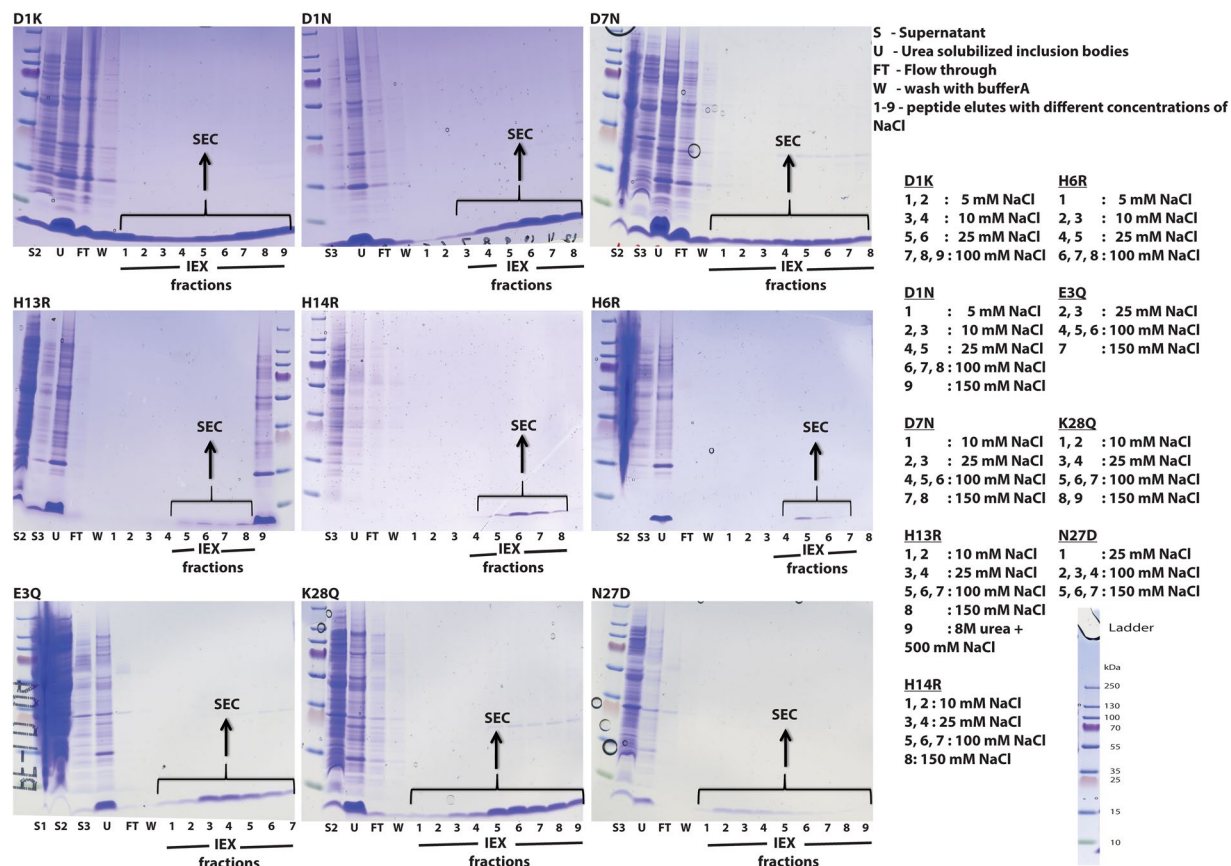 D1K
D1N
D7N
S - Supernatant
U - Urea solubilized inclusion bodies
FT - Flow through
W - wash with bufferA
1-9 - peptide elutes with different concentrations of
NaCl
SEC
SEC
SEC
S2 U FT W 1 2 3 4 5 6 7 8 9
IEX
fractions
S3 U FT W 1 2 3 4 5 6 7 8
IEX
fractions
S2 S3 U FT W 1 2 3 4 5 6 7 8
IEX
fractions
H13R
H14R
H6R
SEC
SEC
SEC
S2 S3 U FT W 1 2 3 4 5 6 7 8 9
IEX
fractions
S3 U FT W 1 2 3 4 5 6 7 8
IEX
fractions
S2 S3 U FT W 1 2 3 4 5 6 7 8
IEX
fractions
E3Q
K28Q
N27D
SEC
SEC
SEC
S1 S2 S3 U FT W 1 2 3 4 5 6 7
IEX
fractions
S2 U FT W 1 2 3 4 5 6 7 8 9
IEX
fractions
S3 U FT W 1 2 3 4 5 6 7 8 9
IEX
fractions
D1K
1, 2 : 5 mM NaCl
3, 4 : 10 mM NaCl
5, 6 : 25 mM NaCl
7, 8, 9 : 100 mM NaCl
H6R
1 : 5 mM NaCl
2, 3 : 10 mM NaCl
4, 5 : 25 mM NaCl
6, 7, 8 : 100 mM NaCl
D1N
1 : 5 mM NaCl
2, 3 : 10 mM NaCl
4, 5 : 25 mM NaCl
6, 7, 8 : 100 mM NaCl
9 : 150 mM NaCl
E3Q
2, 3 : 25 mM NaCl
4, 5, 6 : 100 mM NaCl
7 : 150 mM NaCl
D7N
1 : 10 mM NaCl
2, 3 : 25 mM NaCl
4, 5, 6 : 100 mM NaCl
7, 8 : 150 mM NaCl
K28Q
1, 2 : 10 mM NaCl
3, 4 : 25 mM NaCl
5, 6, 7 : 100 mM NaCl
8, 9 : 150 mM NaCl
H13R
1, 2 : 10 mM NaCl
3, 4 : 25 mM NaCl
5, 6, 7 : 100 mM NaCl
8 : 150 mM NaCl
9 : 8M urea +
500 mM NaCl
N27D
1 : 25 mM NaCl
2, 3, 4 : 100 mM NaCl
5, 6, 7 : 150 mM NaCl
H14R
1, 2 : 10 mM NaCl
3, 4 : 25 mM NaCl
5, 6, 7 : 100 mM NaCl
8: 150 mM NaCl
Ladder
kDa
250
130
100
70
55
35
25
15
10